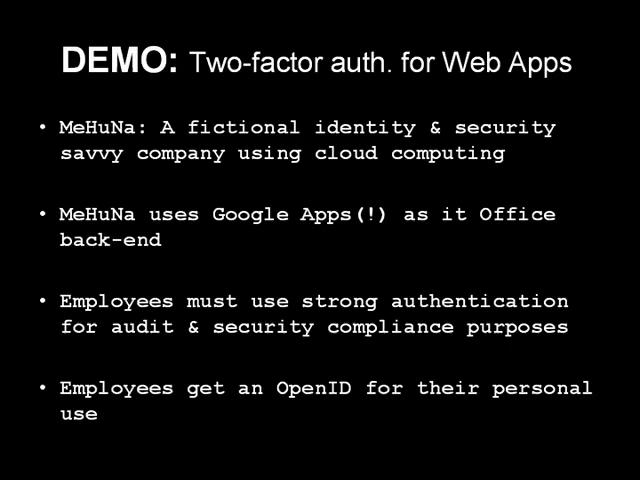 DEMO: Two-factor auth. for Web Apps
• MeHuNa: A fictional identity & security
savvy company using cloud computing
• MeHuNa uses Google Apps(!) as it Office
back-end
• Employees must use strong authentication
for audit & security compliance purposes
• Employees get an OpenID for their personal
use